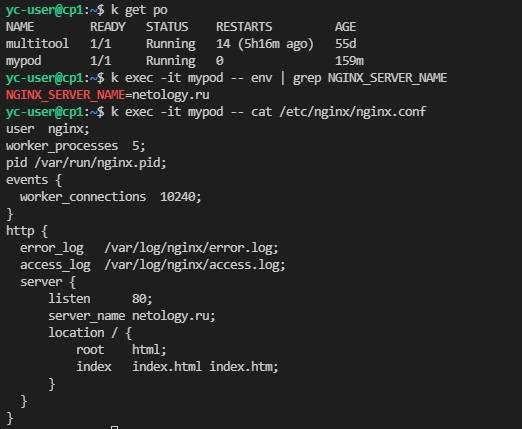 yc-user@cp1:~$ k get po
NAME        READY   STATUS    RESTARTS         AGE
multitool   1/1     Running   14 (5h16m ago)   55d
mypod       1/1     Running   0                159m
yc-user@cp1:~$ k exec -it mypod -- env | grep NGINX_SERVER_NAME
NGINX_SERVER_NAME=netology.ru
yc-user@cp1:~$ k exec -it mypod -- cat /etc/nginx/nginx.conf
user  nginx;
worker_processes  5;
pid /var/run/nginx.pid;
events {
  worker_connections  10240;
}
http {
  error_log   /var/log/nginx/error.log;
  access_log  /var/log/nginx/access.log;
  server {
      listen      80;
      server_name netology.ru;
      location / {
          root    html;
          index   index.html index.htm;
      }
  }
}